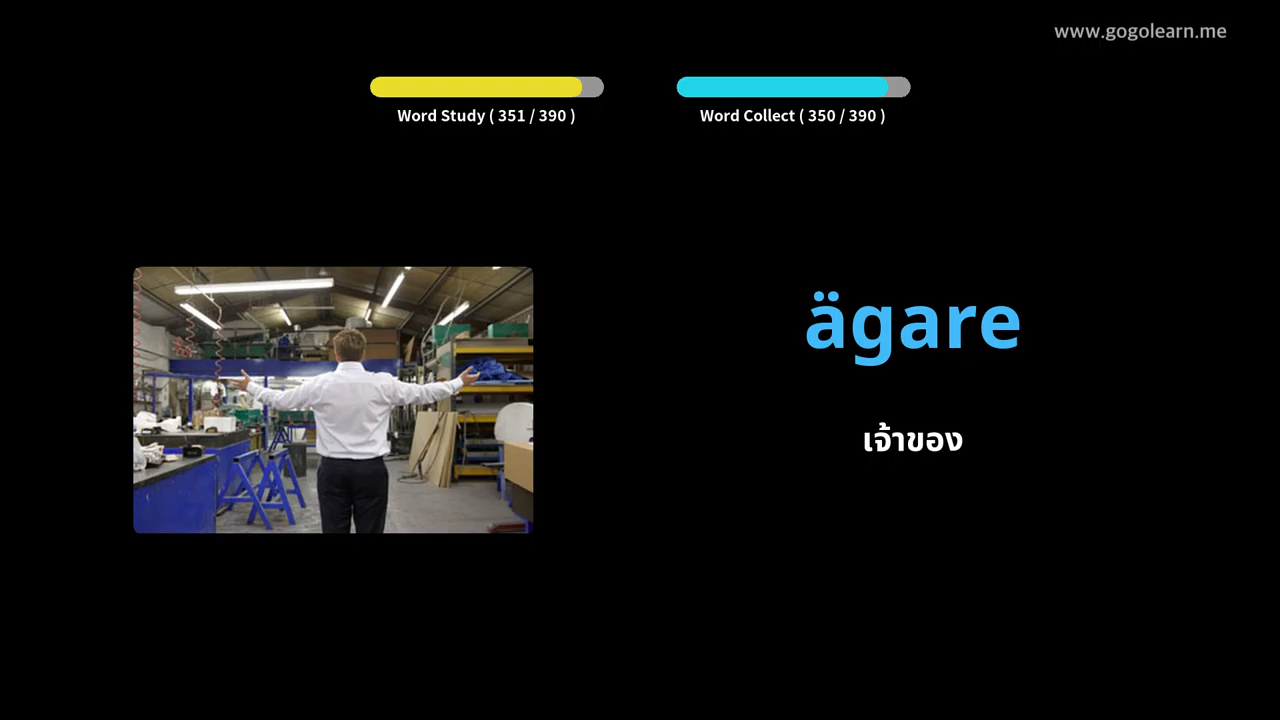 www.gogolearn.me
Word Study ( 351 / 390 )
Word Collect ( 350 / 390 )
ägare
เจ้าของ